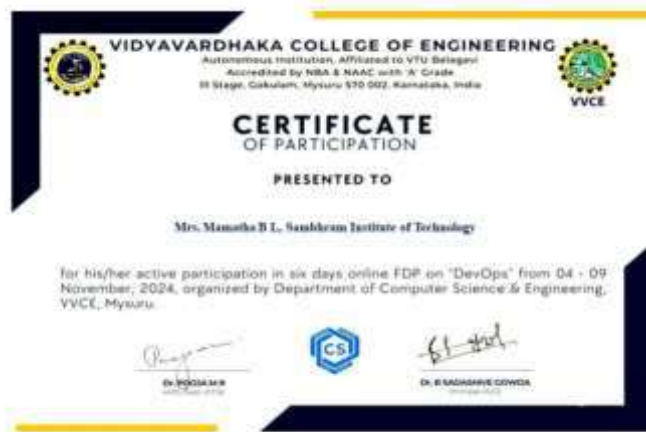 VIDYAVARDHAKA COLLEGE OF ENGINEERING
Autonomous Institution, Affiliated to VTU Belagavi
Accredited by NBA & NAAC with 'A' Grade
III Stage, Gokulam, Mysuru 570 002, Karnataka, India
VVCE
CERTIFICATE
OF PARTICIPATION
PRESENTED TO
Mrs. Mamatha B L, Sambhram Institute of Technology
for his/her active participation in six days online FDP on "DevOps" from 04 - 09
November, 2024, organized by Department of Computer Science & Engineering,
VVCE, Mysuru.
CS
Dr. POOJA M R
Dr. B SADASHIVE GOWDA